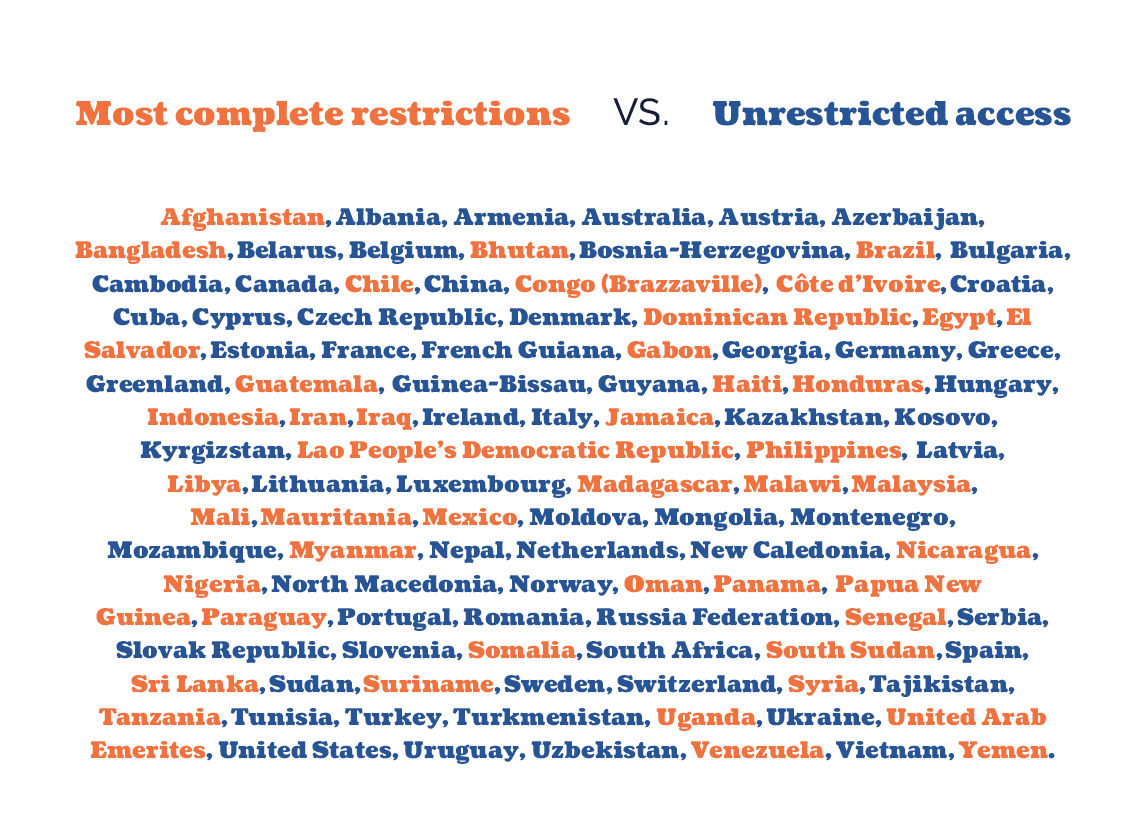 Most complete restrictions VS. Unrestricted access
Afghanistan, Albania, Armenia, Australia, Austria, Azerbaijan,
Bangladesh, Belarus, Belgium, Bhutan, Bosnia-Herzegovina, Brazil, Bulgaria,
Cambodia, Canada, Chile, China, Congo (Brazzaville), Côte d'Ivoire, Croatia,
Cuba, Cyprus, Czech Republic, Denmark, Dominican Republic, Egypt, El
Salvador, Estonia, France, French Guiana, Gabon, Georgia, Germany, Greece,
Greenland, Guatemala, Guinea-Bissau, Guyana, Haiti, Honduras, Hungary,
Indonesia, Iran, Iraq, Ireland, Italy, Jamaica, Kazakhstan, Kosovo,
Kyrgizstan, Lao People's Democratic Republic, Philippines, Latvia,
Libya, Lithuania, Luxembourg, Madagascar, Malawi, Malaysia,
Mali, Mauritania, Mexico, Moldova, Mongolia, Montenegro,
Mozambique, Myanmar, Nepal, Netherlands, New Caledonia, Nicaragua,
Nigeria, North Macedonia, Norway, Oman, Panama, Papua New
Guinea, Paraguay, Portugal, Romania, Russia Federation, Senegal, Serbia,
Slovak Republic, Slovenia, Somalia, South Africa, South Sudan, Spain,
Sri Lanka, Sudan, Suriname, Sweden, Switzerland, Syria, Tajikistan,
Tanzania, Tunisia, Turkey, Turkmenistan, Uganda, Ukraine, United Arab
Emerites, United States, Uruguay, Uzbekistan, Venezuela, Vietnam, Yemen.